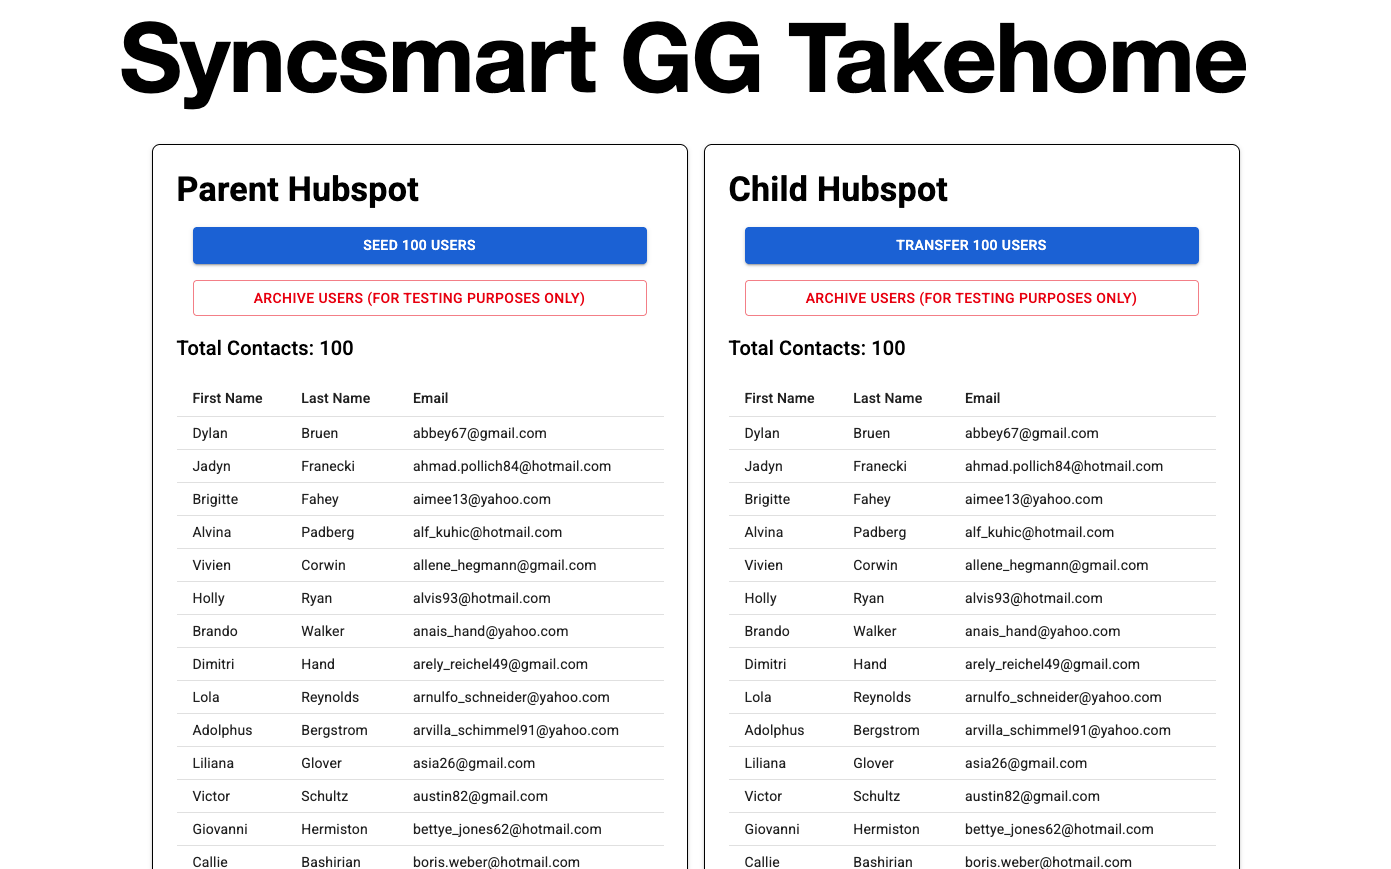 Syncsmart GG Takehome
Parent Hubspot
SEED 100 USERS
ARCHIVE USERS (FOR TESTING PURPOSES ONLY)
Total Contacts: 100
First Name Last Name Email
Dylan Bruen abbey67@gmail.com
Jadyn Franecki ahmad.pollich84@hotmail.com
Brigitte Fahey aimee13@yahoo.com
Alvina Padberg alf_kuhic@hotmail.com
Vivien Corwin allene_hegmann@gmail.com
Holly Ryan alvis93@hotmail.com
Brando Walker anais_hand@yahoo.com
Dimitri Hand arely_reichel49@gmail.com
Lola Reynolds arnulfo_schneider@yahoo.com
Adolphus Bergstrom arvilla_schimmel91@yahoo.com
Liliana Glover asia26@gmail.com
Victor Schultz austin82@gmail.com
Giovanni Hermiston bettye_jones62@hotmail.com
Callie Bashirian boris.weber@hotmail.com
Child Hubspot
TRANSFER 100 USERS
ARCHIVE USERS (FOR TESTING PURPOSES ONLY)
Total Contacts: 100
First Name Last Name Email
Dylan Bruen abbey67@gmail.com
Jadyn Franecki ahmad.pollich84@hotmail.com
Brigitte Fahey aimee13@yahoo.com
Alvina Padberg alf_kuhic@hotmail.com
Vivien Corwin allene_hegmann@gmail.com
Holly Ryan alvis93@hotmail.com
Brando Walker anais_hand@yahoo.com
Dimitri Hand arely_reichel49@gmail.com
Lola Reynolds arnulfo_schneider@yahoo.com
Adolphus Bergstrom arvilla_schimmel91@yahoo.com
Liliana Glover asia26@gmail.com
Victor Schultz austin82@gmail.com
Giovanni Hermiston bettye_jones62@hotmail.com
Callie Bashirian boris.weber@hotmail.com